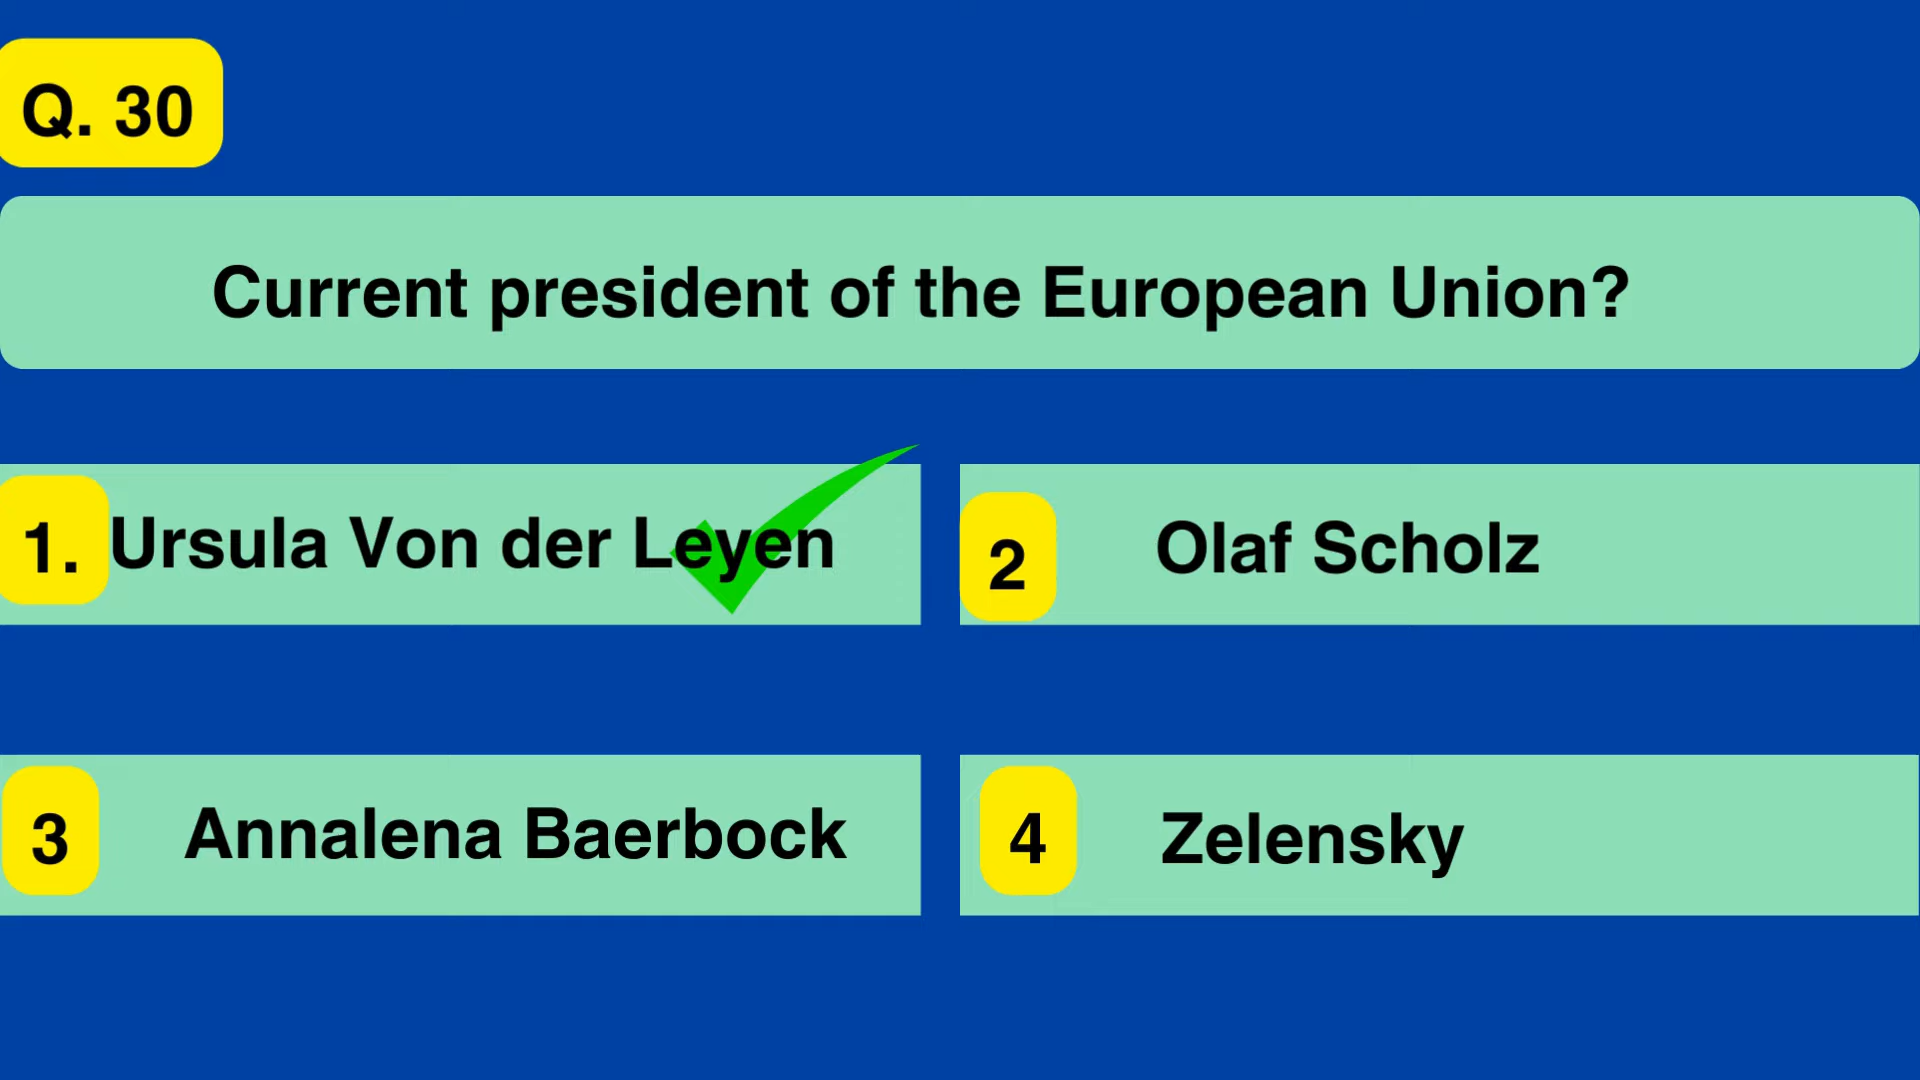 Q. 30
Current president of the European Union?
1. Ursula Von der Leyen
2 Olaf Scholz
3 Annalena Baerbock
4 Zelensky